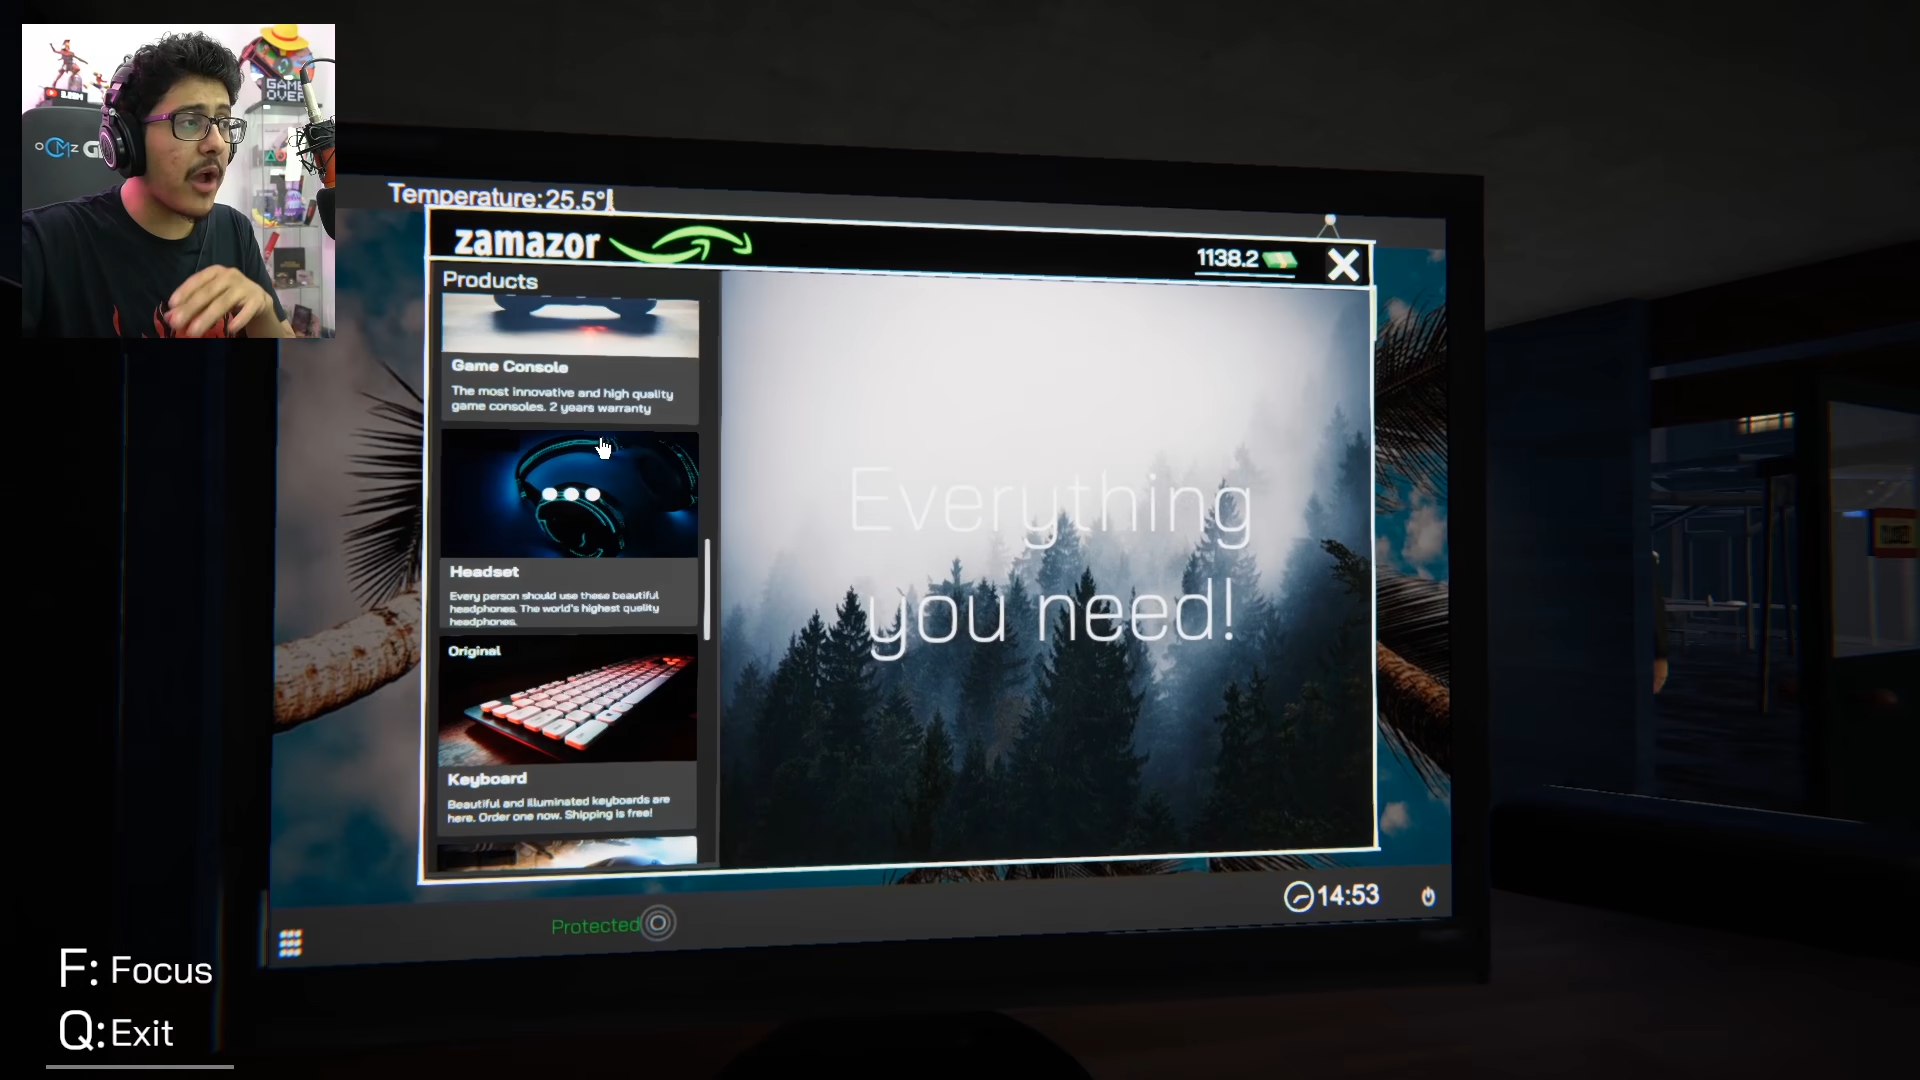 GAME
OVER
Temperature: 25.5°
zamazor
1138.2
Products
Game Console
The most innovative and high quality
game consoles. 2 years warranty
Headset
Every person should use these beautiful
headphones. The world's highest quality
headphones.
Original
Keyboard
Beautiful and Illuminated keyboards are
here. Order one now. Shipping is free!
Everything
you need!
Protected
14:53
F: Focus
Q: Exit